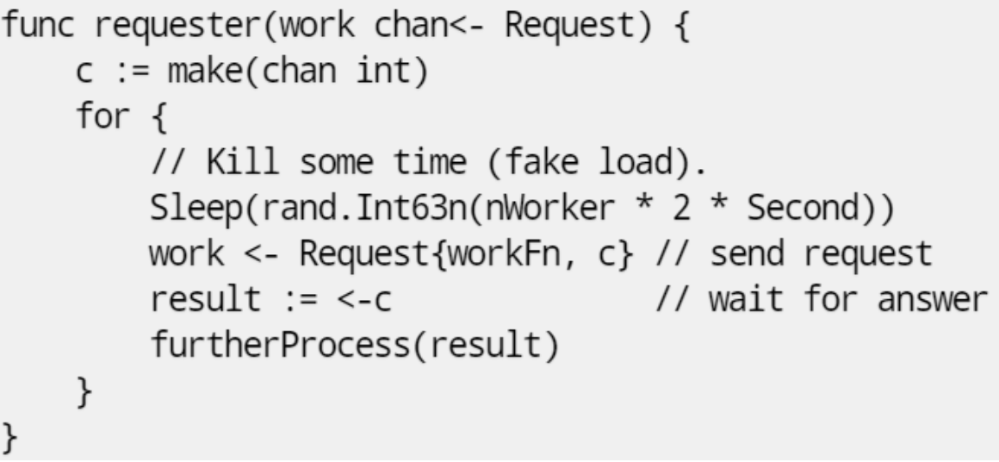 func requester(work chan<- Request) {
    c := make(chan int)
    for {
        // Kill some time (fake load).
        Sleep(rand.Int63n(nWorker * 2 * Second))
        work <- Request{workFn, c} // send request
        result := <-c              // wait for answer
        furtherProcess(result)
    }
}